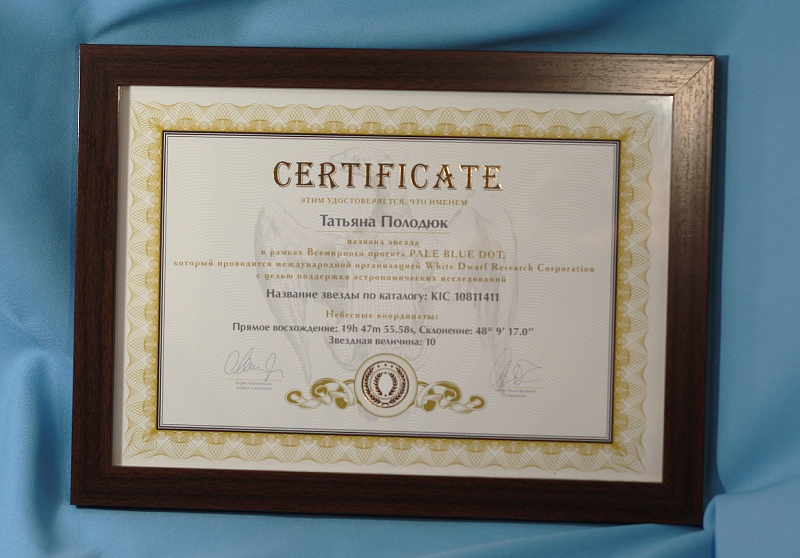 CERTIFICATE
ЭТИМ УДОСТОВЕРЯЕТСЯ, ЧТО ИМЕНЕМ
Татьяна Полодюк
названа звезда
в рамках Всемирного проекта PALE BLUE DOT,
который проводится международной организацией White Dwarf Research Corporation
с целью поддержки астрономических исследований
Название звезды по каталогу: KIC 10811411
Небесные координаты:
Прямое восхождение: 19h 47m 55.58s, Склонение: 48° 9' 17.0''
Звездная величина: 10